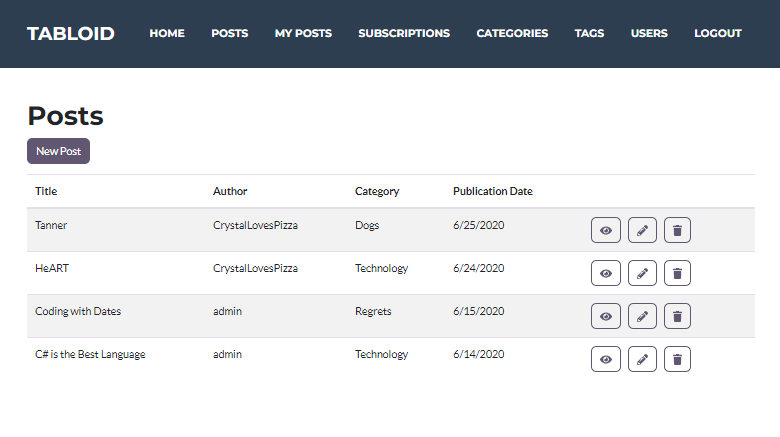 TABLOID HOME POSTS MY POSTS SUBSCRIPTIONS CATEGORIES TAGS USERS LOGOUT
Posts
New Post
Title Author Category Publication Date
Tanner CrystalLovesPizza Dogs 6/25/2020
HeART CrystalLovesPizza Technology 6/24/2020
Coding with Dates admin Regrets 6/15/2020
C# is the Best Language admin Technology 6/14/2020